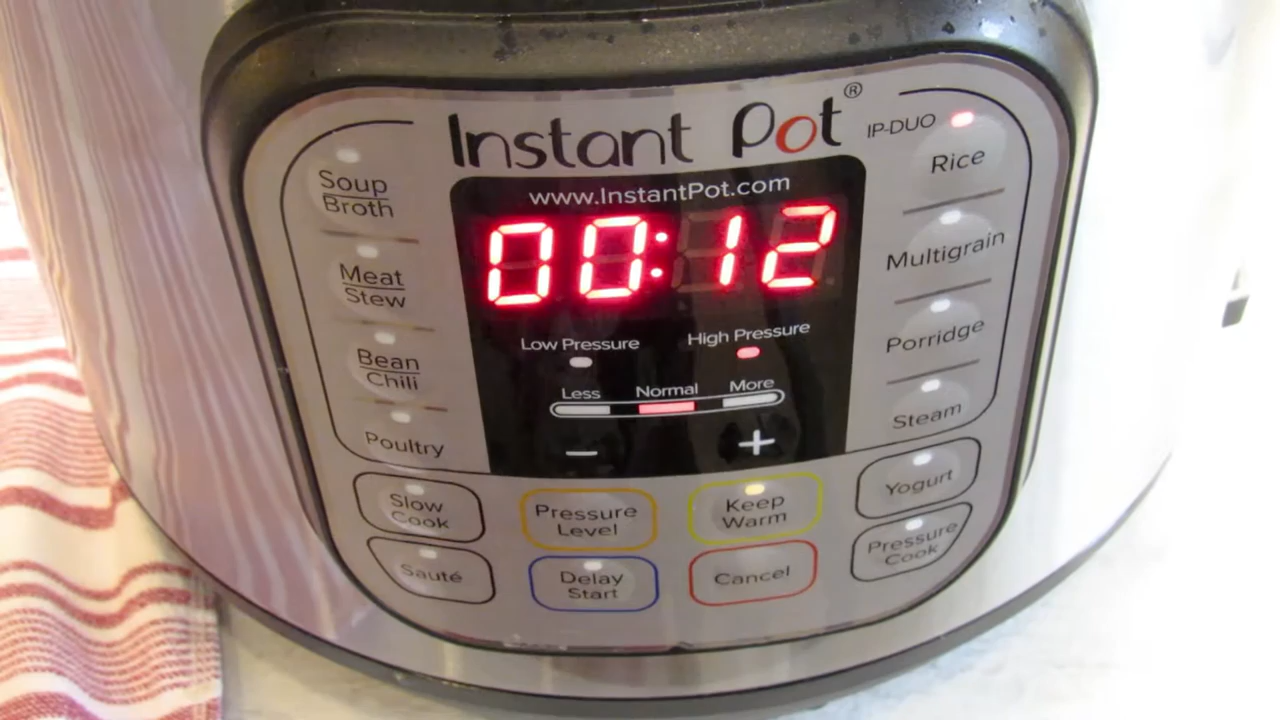 Instant Pot®
IP-DUO
www.InstantPot.com
00:12
Low Pressure
High Pressure
Less
Normal
More
−
+
Soup
Broth
Meat
Stew
Bean
Chili
Poultry
Rice
Multigrain
Porridge
Steam
Slow
Cook
Sauté
Pressure
Level
Delay
Start
Keep
Warm
Cancel
Yogurt
Pressure
Cook